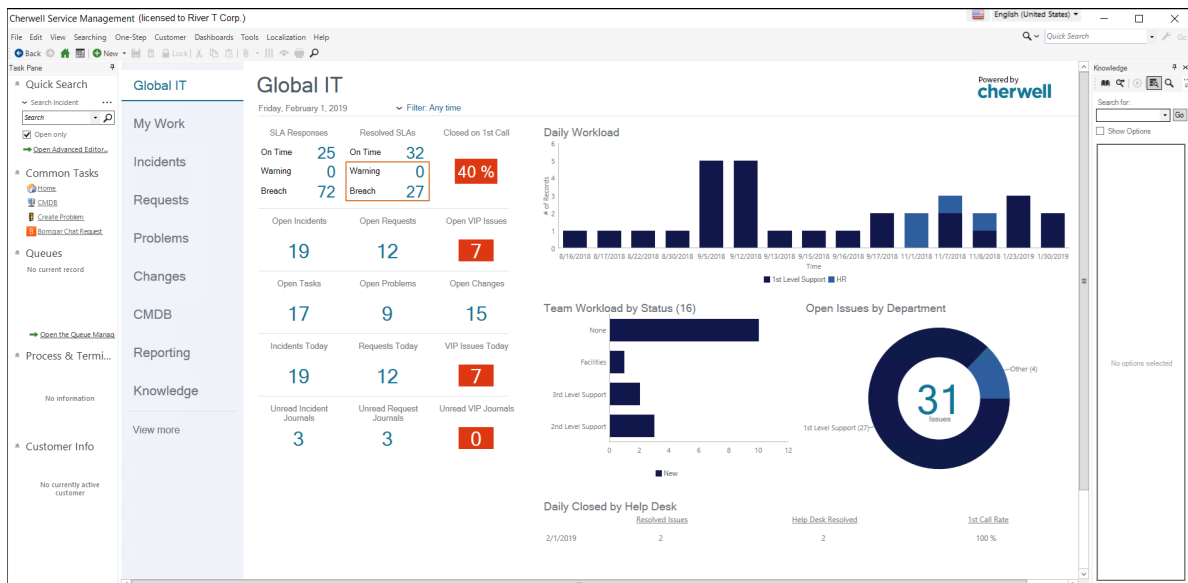 Cherwell Service Management (licensed to River T Corp.)
English (United States)
File Edit View Searching One-Step Customer Dashboards Tools Localization Help
Quick Search
Go
Back New Lock
Task Pane
Quick Search
Search Incident
Search
Open only
Open Advanced Editor...
Common Tasks
Home
CMDB
Create Problem
Bomgar Chat Request
Queues
No current record
Open the Queue Manag
Process & Termi...
No information
Customer Info
No currently active
customer
Global IT
My Work
Incidents
Requests
Problems
Changes
CMDB
Reporting
Knowledge
View more
Global IT
Friday, February 1, 2019
Filter: Any time
Powered by
cherwell
SLA Responses
On Time 25
Warning 0
Breach 72
Resolved SLAs
On Time 32
Warning 0
Breach 27
Closed on 1st Call
40 %
Open Incidents
19
Open Requests
12
Open VIP Issues
7
Open Tasks
17
Open Problems
9
Open Changes
15
Incidents Today
19
Requests Today
12
VIP Issues Today
7
Unread Incident
Journals
3
Unread Request
Journals
3
Unread VIP Journals
0
Daily Workload
# of Records
6
5
4
3
2
1
0
8/16/2018 8/17/2018 8/22/2018 8/30/2018 9/5/2018 9/12/2018 9/13/2018 9/15/2018 9/16/2018 9/17/2018 11/1/2018 11/7/2018 11/8/2018 1/23/2019 1/30/2019
Time
1st Level Support HR
Team Workload by Status (16)
None
Facilities
3rd Level Support
2nd Level Support
0 2 4 6 8 10 12
New
Open Issues by Department
Other (4)
31
Issues
1st Level Support (27)
Daily Closed by Help Desk
Resolved Issues Help Desk Resolved 1st Call Rate
2/1/2019 2 2 100 %
Knowledge
Search for:
Go
Show Options
No options selected